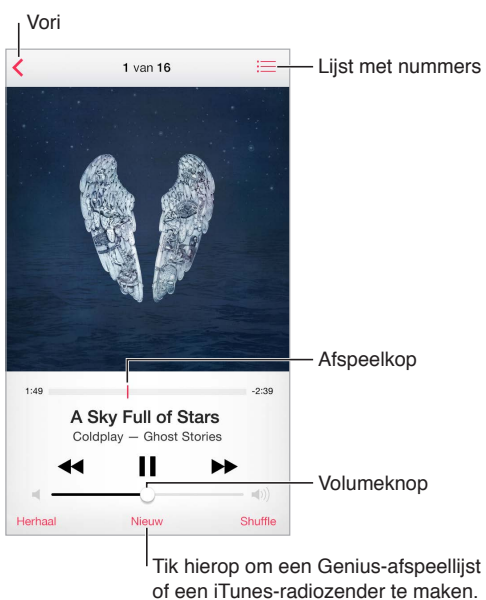 Vori
1 van 16
Lijst met nummers
Afspeelkop
1:49
-2:39
A Sky Full of Stars
Coldplay — Ghost Stories
Volumeknop
Herhaal
Nieuw
Shuffle
Tik hierop om een Genius-afspeellijst
of een iTunes-radiozender te maken.